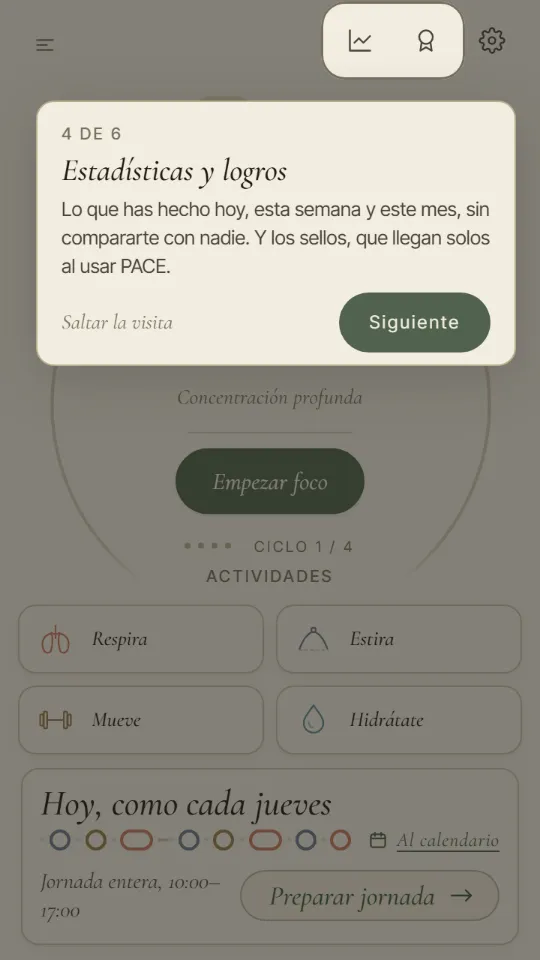 4 DE 6
Estadísticas y logros
Lo que has hecho hoy, esta semana y este mes, sin
compararte con nadie. Y los sellos, que llegan solos
al usar PACE.
Saltar la visita
Siguiente
Concentración profunda
Empezar foco
CICLO 1 / 4
ACTIVIDADES
Respira
Estira
Mueve
Hidrátate
Hoy, como cada jueves
Al calendario
Jornada entera, 10:00–
17:00
Preparar jornada →